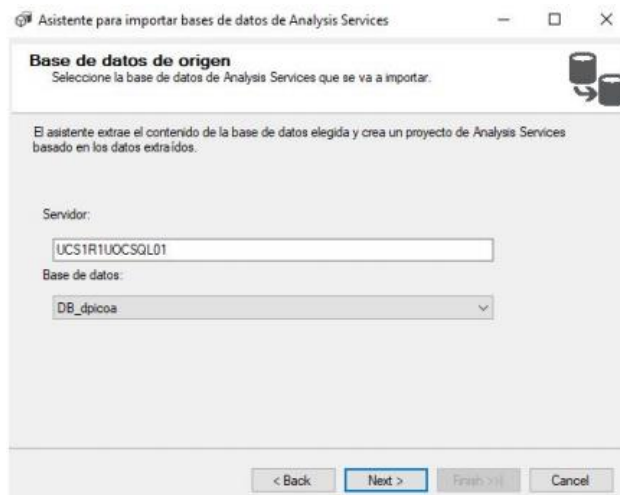 Asistente para importar bases de datos de Analysis Services
Base de datos de origen
Seleccione la base de datos de Analysis Services que se va a importar.
El asistente extrae el contenido de la base de datos elegida y crea un proyecto de Analysis Services
basado en los datos extraídos.
Servidor:
UCS1R1UOCSQL01
Base de datos:
DB_dpicoa
< Back
Next >
Finish >>|
Cancel